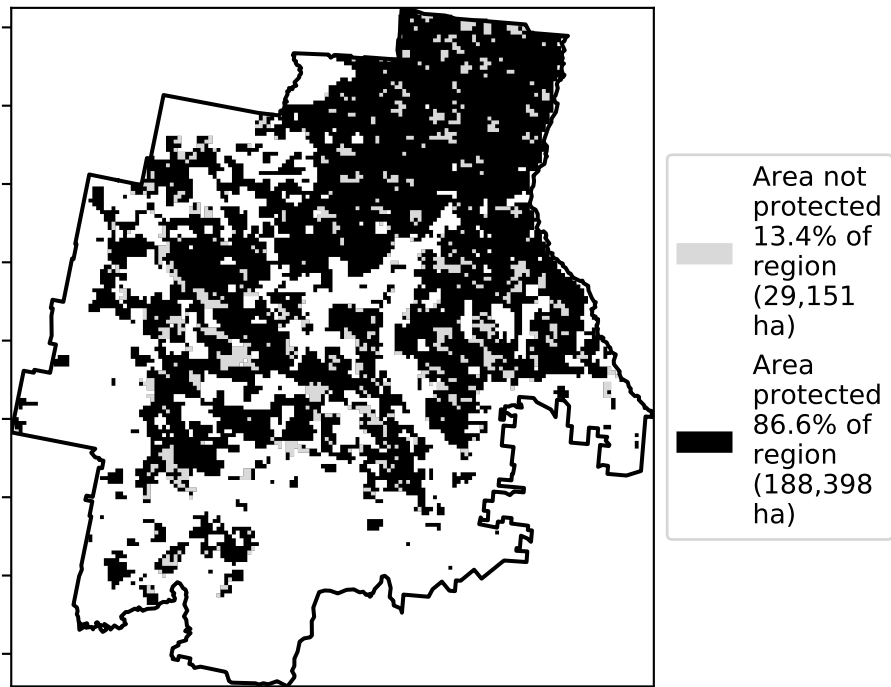 Area not
protected
13.4% of
region
(29,151
ha)
Area
protected
86.6% of
region
(188,398
ha)